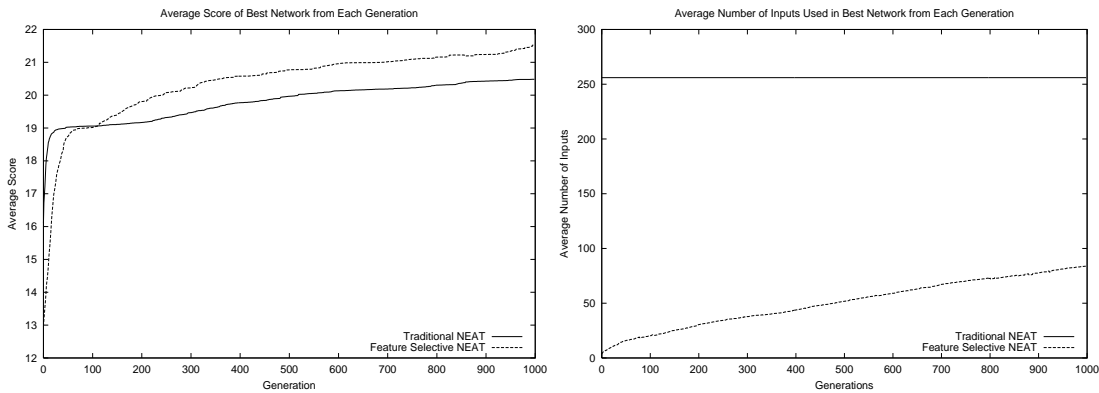 Average Score of Best Network from Each Generation
22
21
20
19
18
17
16
15
14
13
12
Average Score
0 100 200 300 400 500 600 700 800 900 1000
Generation
Traditional NEAT
Feature Selective NEAT
Average Number of Inputs Used in Best Network from Each Generation
300
250
200
150
100
50
0
Average Number of Inputs
0 100 200 300 400 500 600 700 800 900 1000
Generations
Traditional NEAT
Feature Selective NEAT